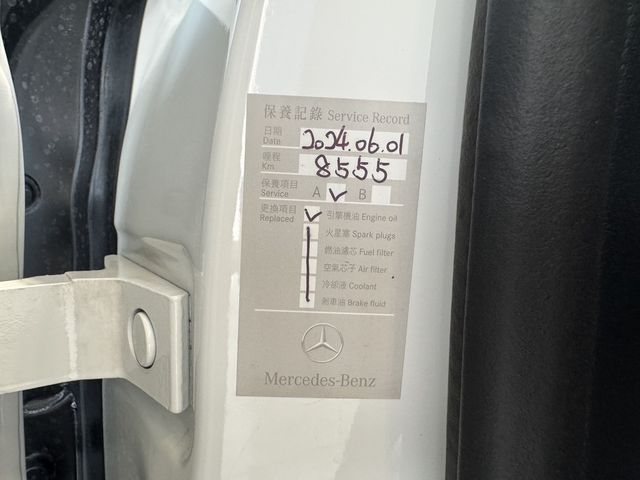 保養記錄 Service Record
日期 Date 2024.06.01
哩程 Km 8555
保養項目 Service A ✓ B
更換項目 Replaced ✓ 引擎機油 Engine oil
火星塞 Spark plugs
燃油濾芯 Fuel filter
空氣芯子 Air filter
冷却液 Coolant
剎車油 Brake fluid
Mercedes-Benz